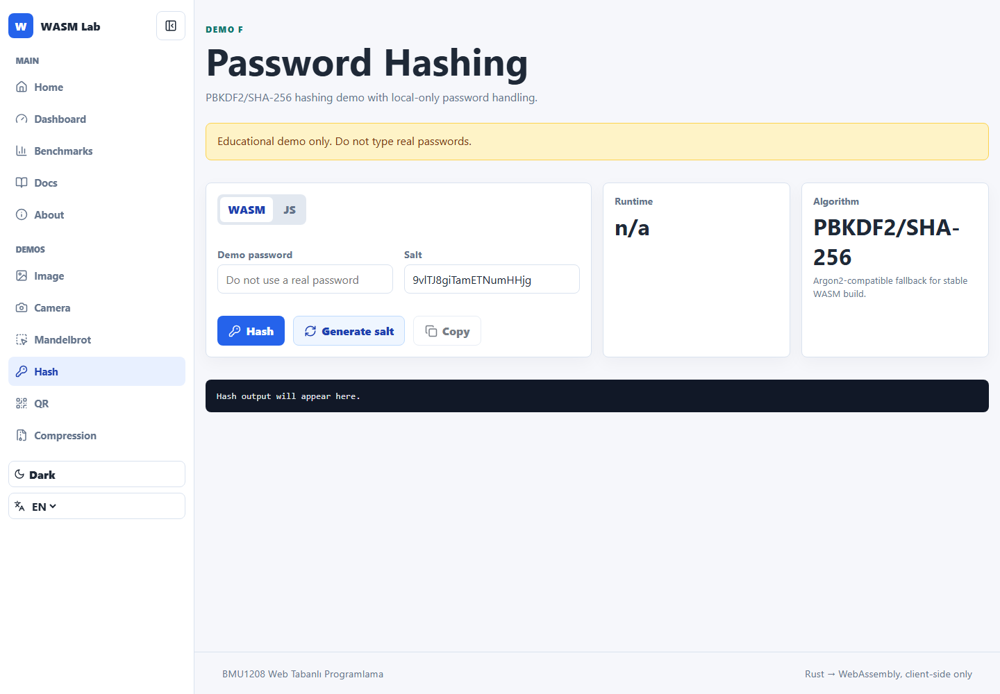 W WASM Lab
MAIN
Home
Dashboard
Benchmarks
Docs
About
DEMOS
Image
Camera
Mandelbrot
Hash
QR
Compression
Dark
EN
DEMO F
Password Hashing
PBKDF2/SHA-256 hashing demo with local-only password handling.
Educational demo only. Do not type real passwords.
WASM JS
Demo password
Do not use a real password
Salt
9vlTJ8giTamETNumHHjg
Hash
Generate salt
Copy
Runtime
n/a
Algorithm
PBKDF2/SHA-
256
Argon2-compatible fallback for stable
WASM build.
Hash output will appear here.
BMU1208 Web Tabanlı Programlama
Rust → WebAssembly, client-side only